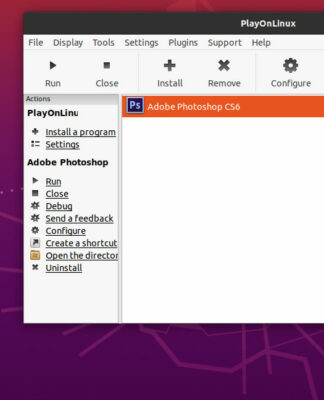 PlayOnLinux
File Display Tools Settings Plugins Support Help
Run Close Install Remove Configure
Actions
PlayOnLinu
Install a program
Settings
Adobe Photoshop
Run
Close
Debug
Send a feedback
Configure
Create a shortcut
Open the director
Uninstall
Ps Adobe Photoshop CS6